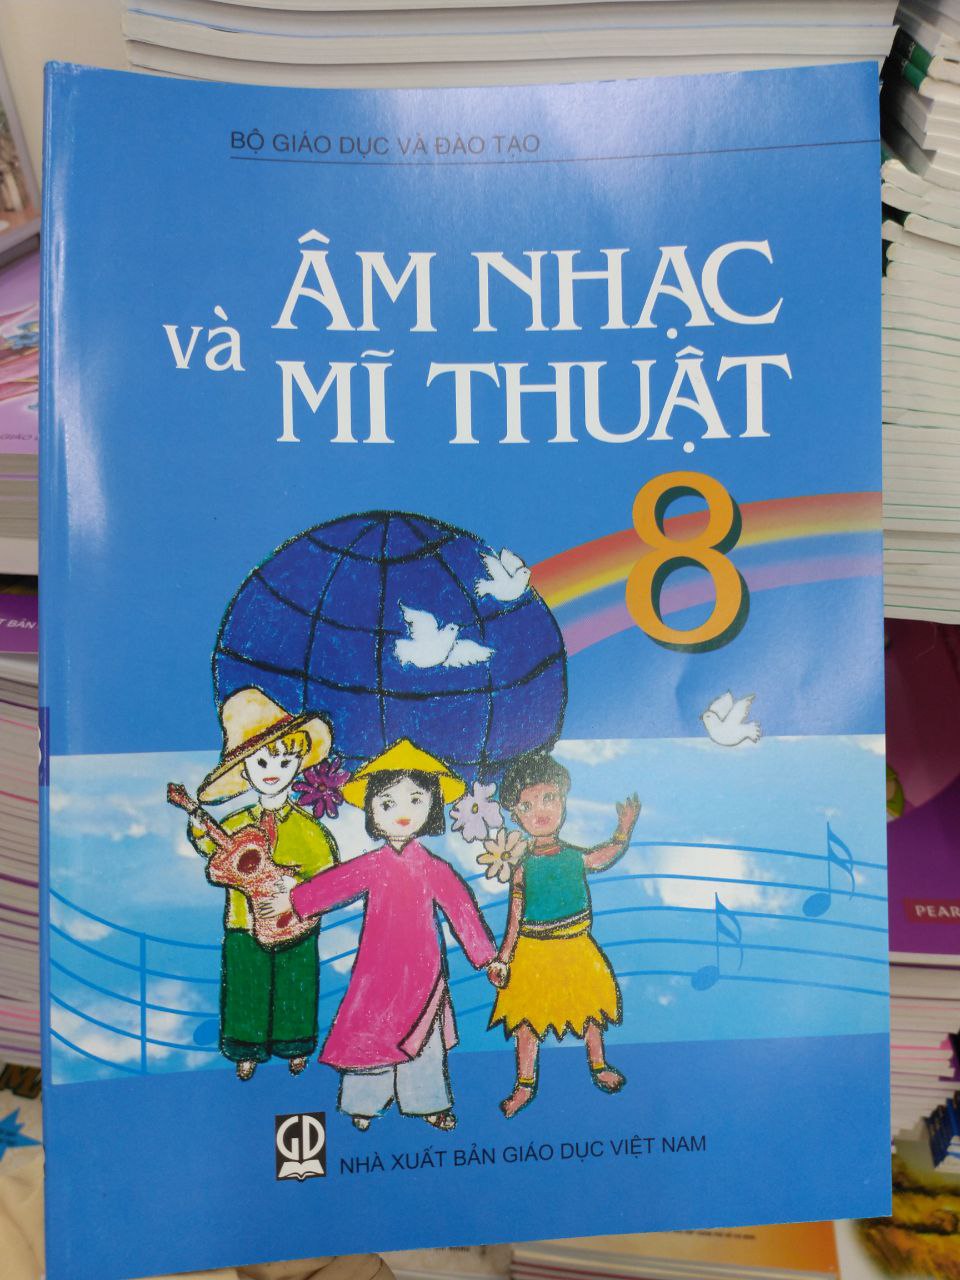 BỘ GIÁO DỤC VÀ ĐÀO TẠO
ÂM NHẠC
và
MĨ THUẬT
8
GD
NHÀ XUẤT BẢN GIÁO DỤC VIỆT NAM
PEAR